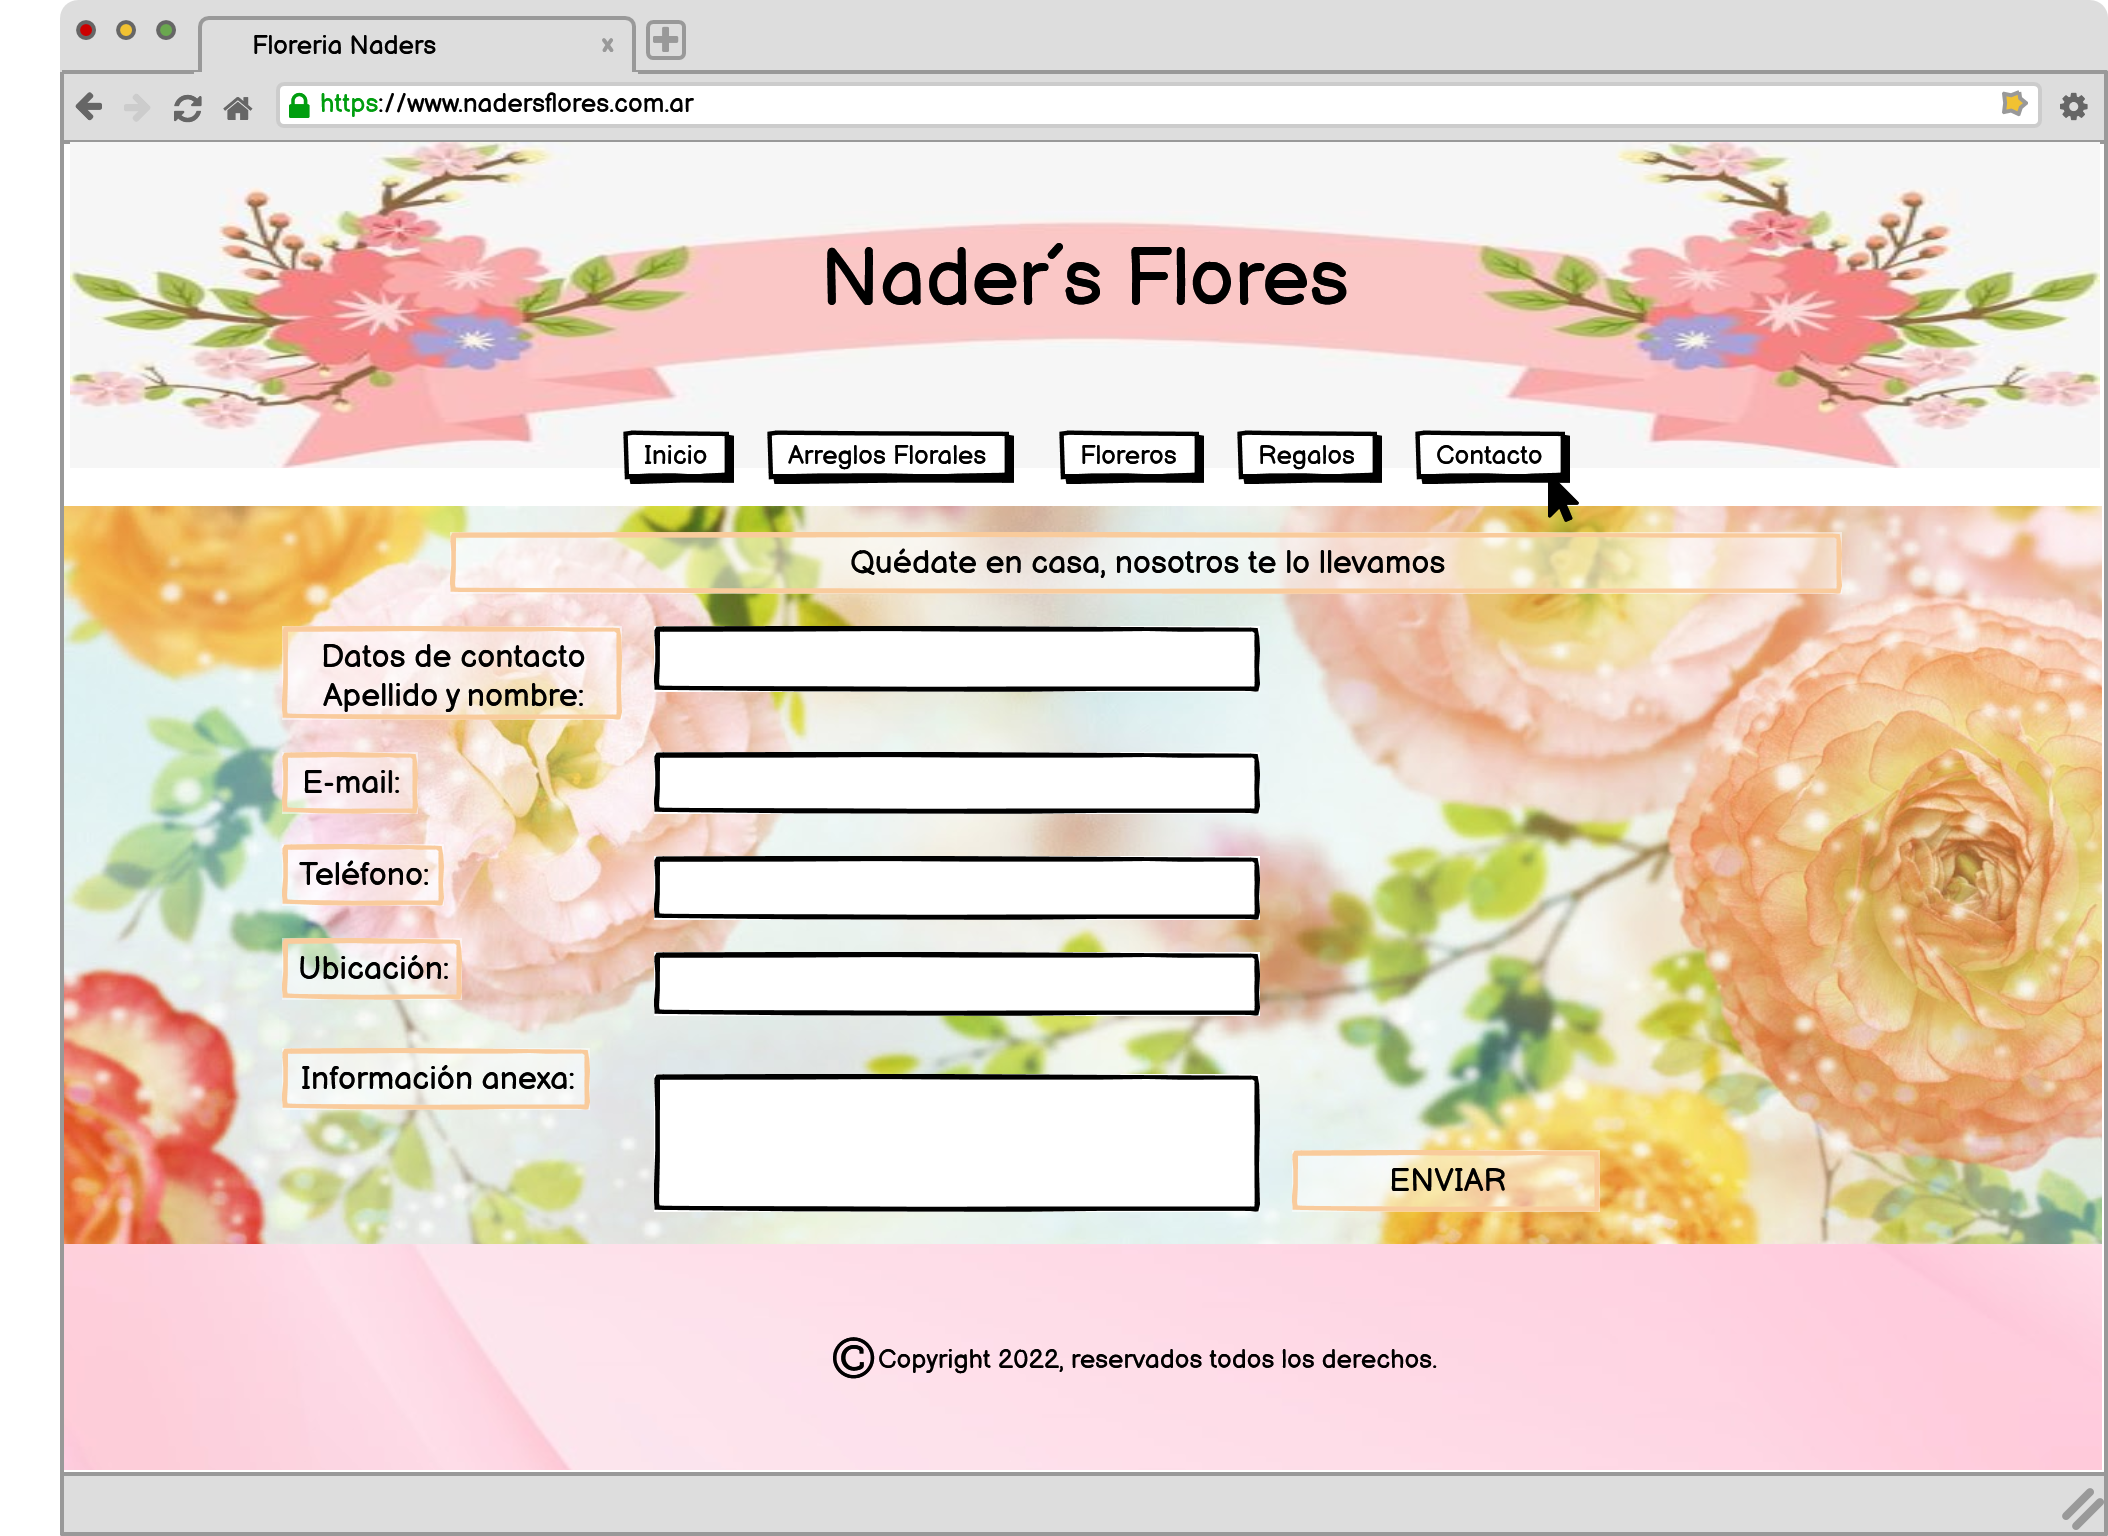 Floreria Naders
https://www.nadersflores.com.ar
Nader´s Flores
Inicio
Arreglos Florales
Floreros
Regalos
Contacto
Quédate en casa, nosotros te lo llevamos
Datos de contacto
Apellido y nombre:
E-mail:
Teléfono:
Ubicación:
Información anexa:
ENVIAR
©Copyright 2022, reservados todos los derechos.